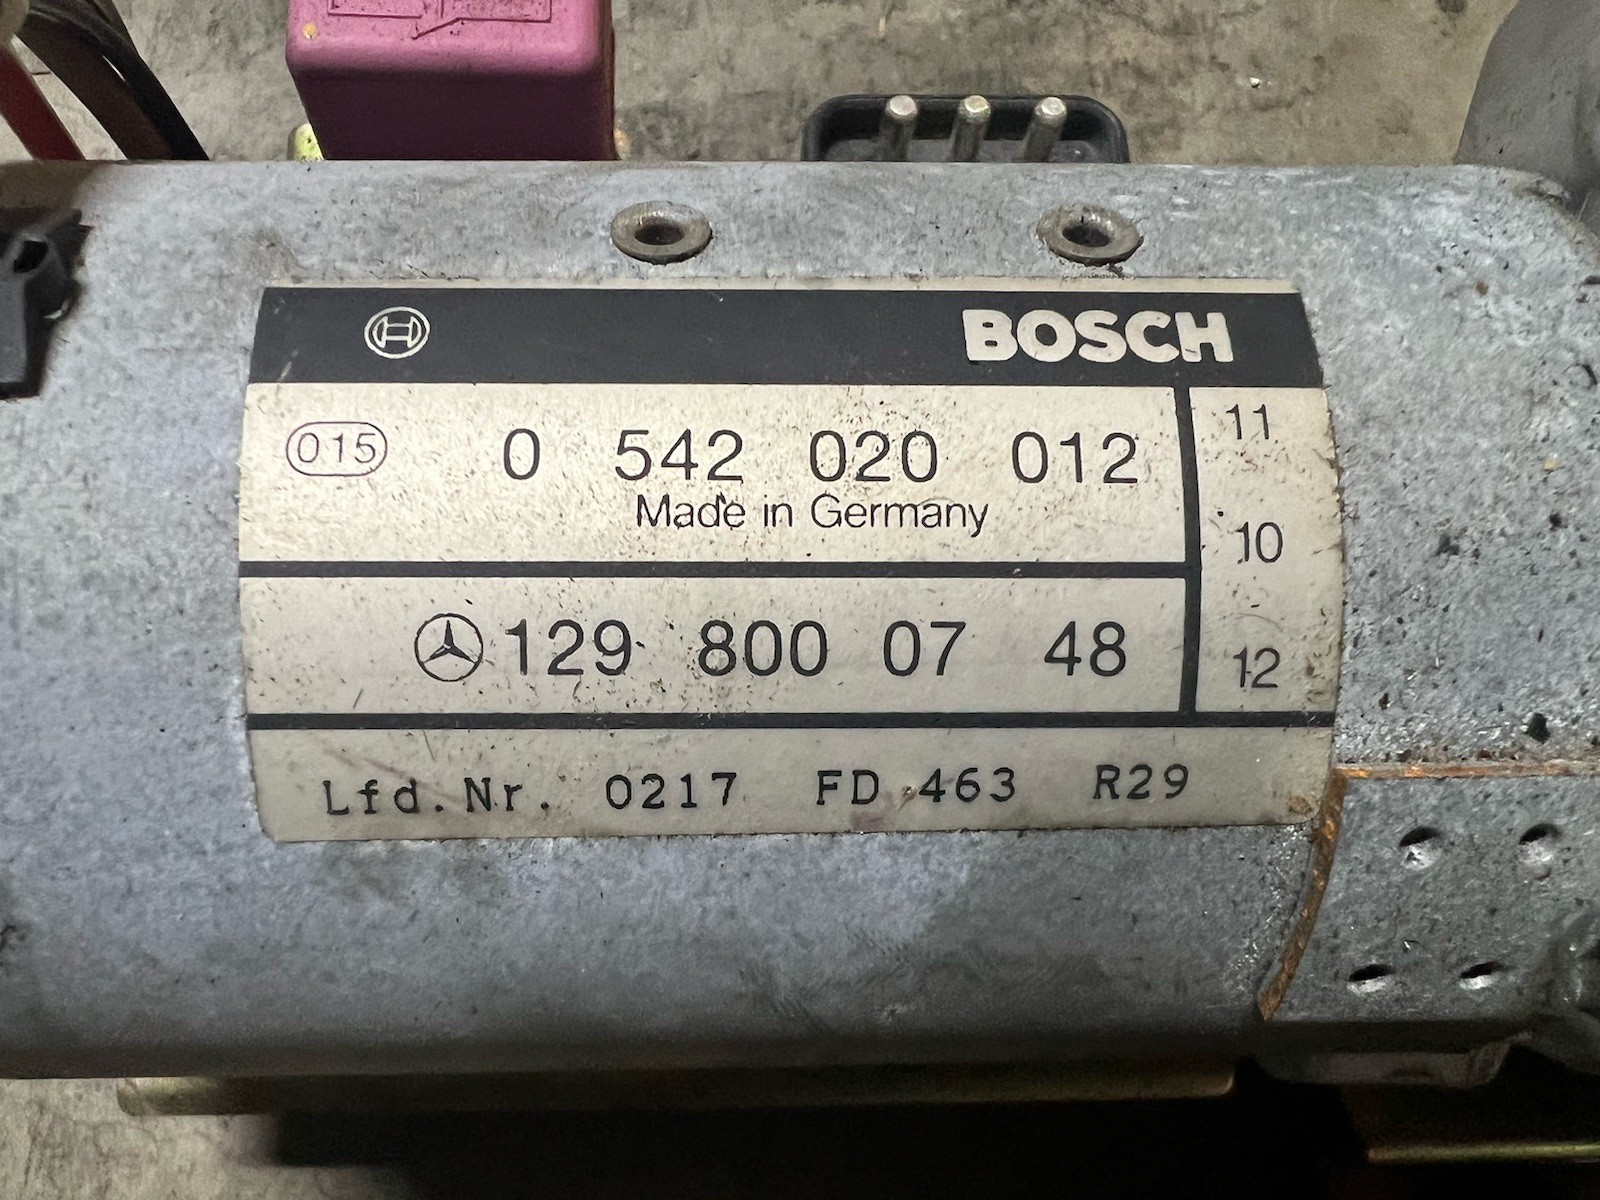 BOSCH
015 0 542 020 012 11
Made in Germany
10
129 800 07 48 12
Lfd.Nr. 0217 FD 463 R29